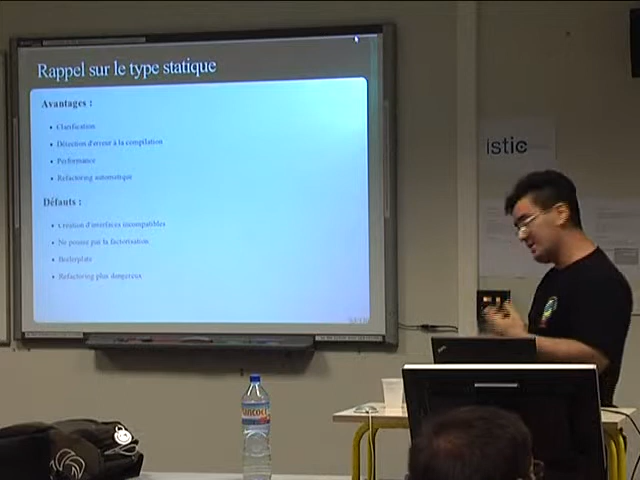 Rappel sur le type statique
Avantages :
Clarification
Détection d'erreur à la compilation
Performance
Refactoring automatique
Défauts :
Création d'interfaces incompatibles
Ne pousse pas la factorisation
Boilerplate
Refactoring plus dangereux
istic